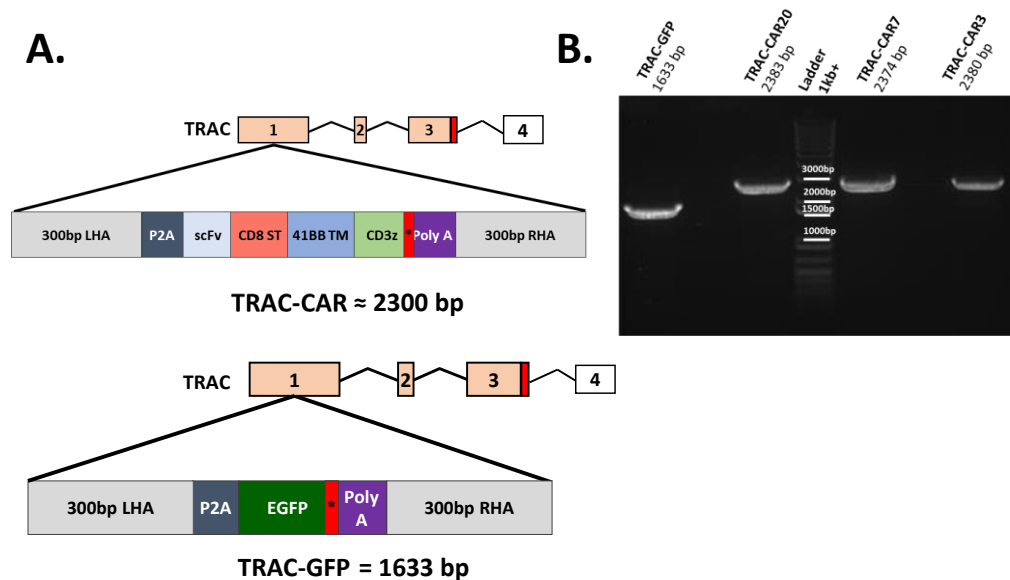 A.
TRAC
1
2
3
4
300bp LHA
P2A
scFv
CD8 ST
41BB TM
CD3z
*
Poly A
300bp RHA
TRAC-CAR ≈ 2300 bp
TRAC
1
2
3
4
300bp LHA
P2A
EGFP
*
Poly
A
300bp RHA
TRAC-GFP = 1633 bp
B.
TRAC-GFP
1633 bp
TRAC-CAR20
2383 bp
Ladder
1kb+
TRAC-CAR7
2374 bp
TRAC-CAR3
2380 bp
3000bp
2000bp
1500bp
1000bp